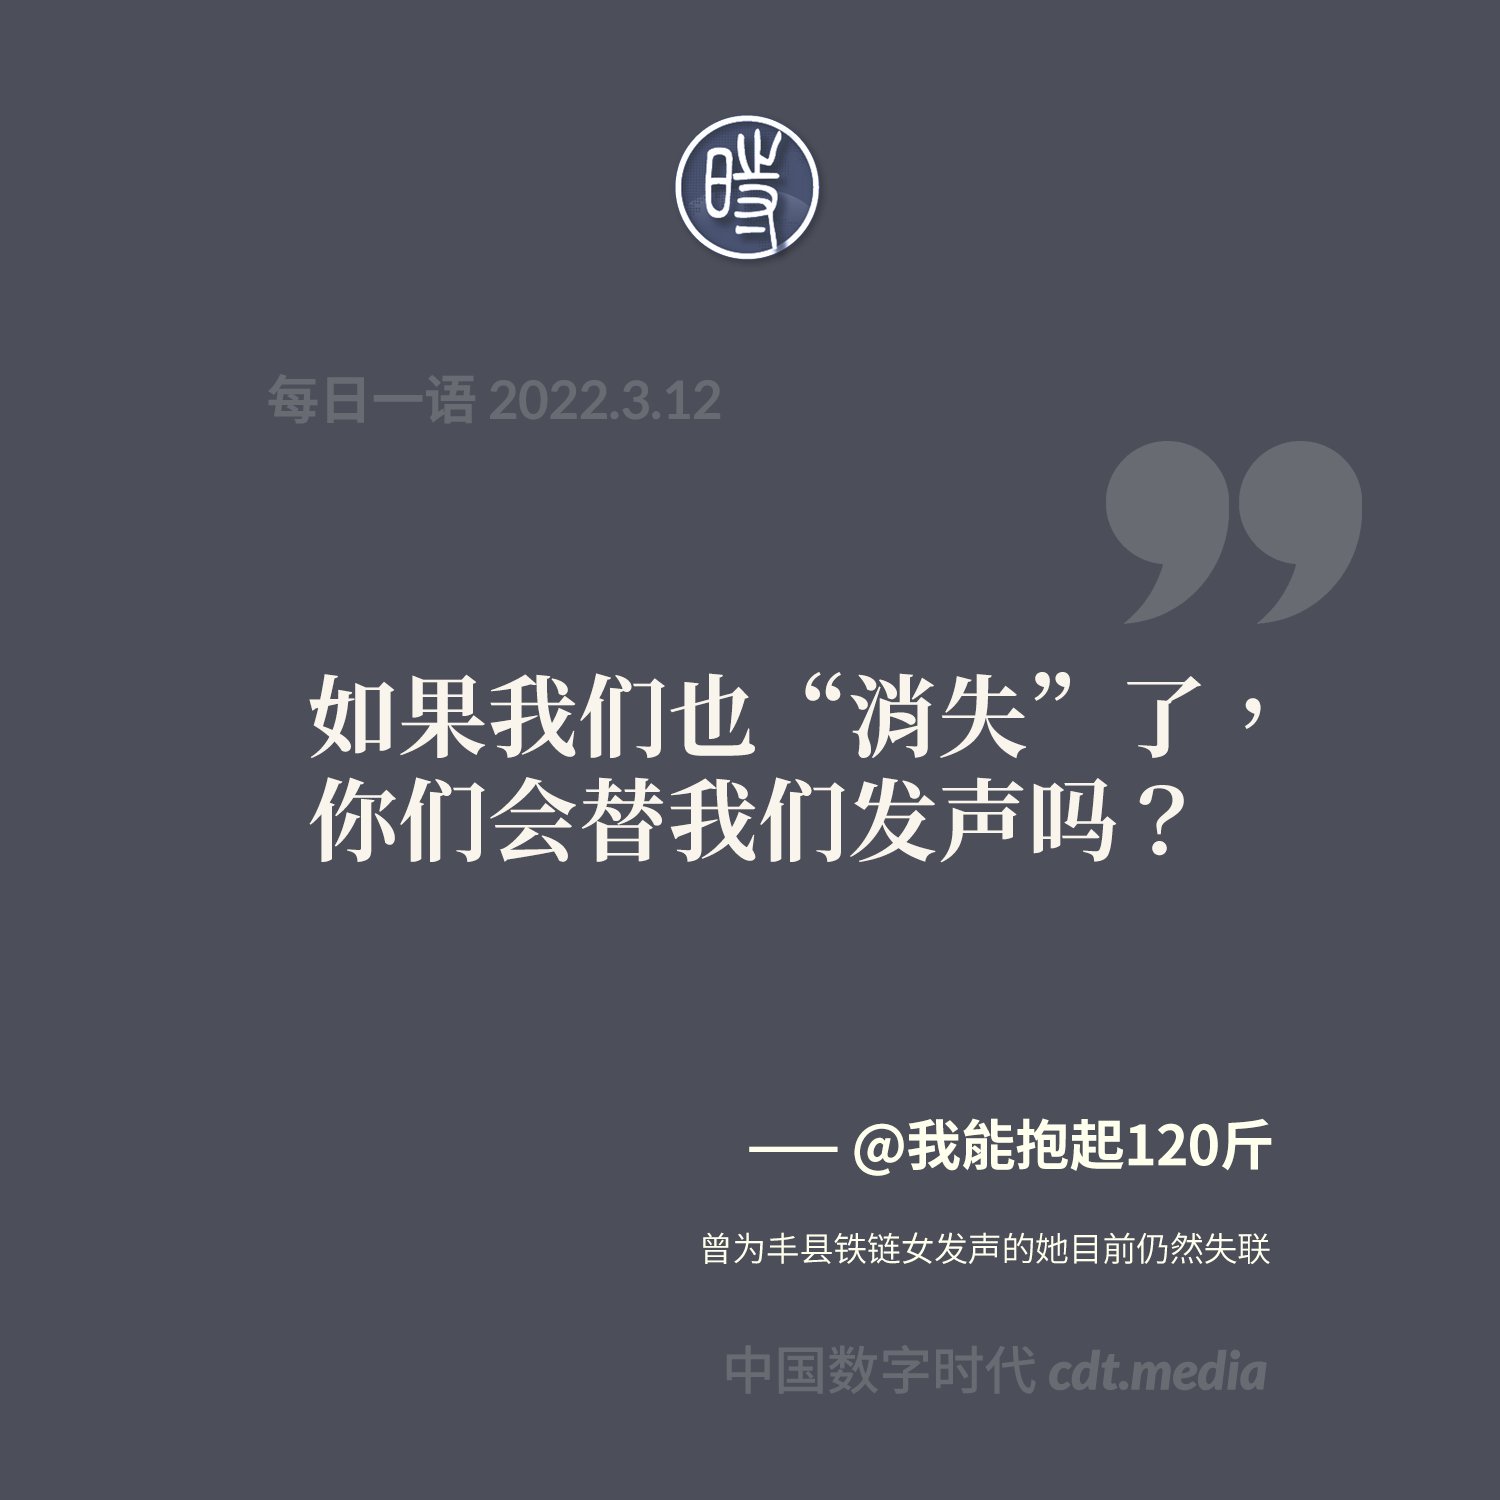 時
每日一语 2022.3.12
”
如果我们也“消失”了，
你们会替我们发声吗？
—— @我能抱起120斤
曾为丰县铁链女发声的她目前仍然失联
中国数字时代 cdt.media